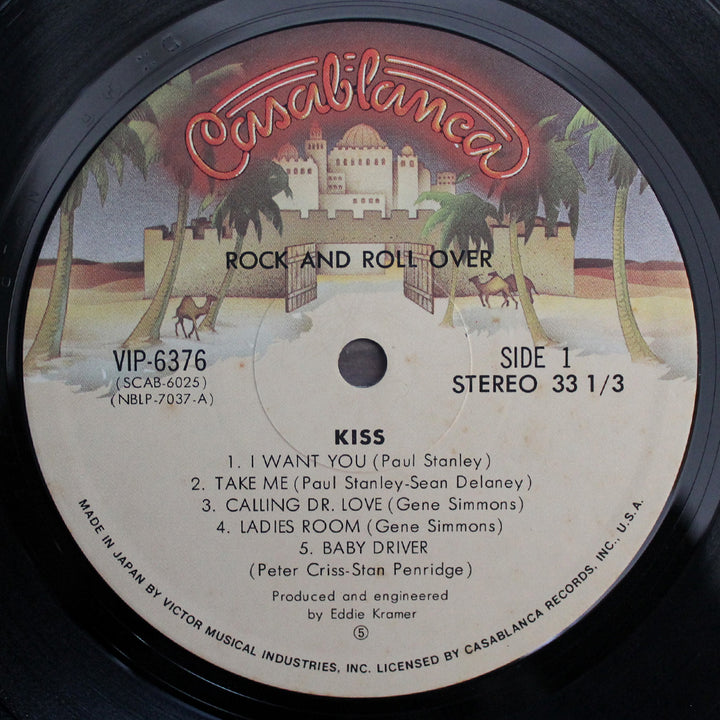 Casablanca
ROCK AND ROLL OVER
VIP-6376
(SCAB-6025)
(NBLP-7037-A)
SIDE 1
STEREO 33 1/3
KISS
1. I WANT YOU (Paul Stanley)
2. TAKE ME (Paul Stanley-Sean Delaney)
3. CALLING DR. LOVE (Gene Simmons)
4. LADIES ROOM (Gene Simmons)
5. BABY DRIVER
(Peter Criss-Stan Penridge)
Produced and engineered
by Eddie Kramer
⑤
MADE IN JAPAN BY VICTOR MUSICAL INDUSTRIES, INC. LICENSED BY CASABLANCA RECORDS, INC., U.S.A.